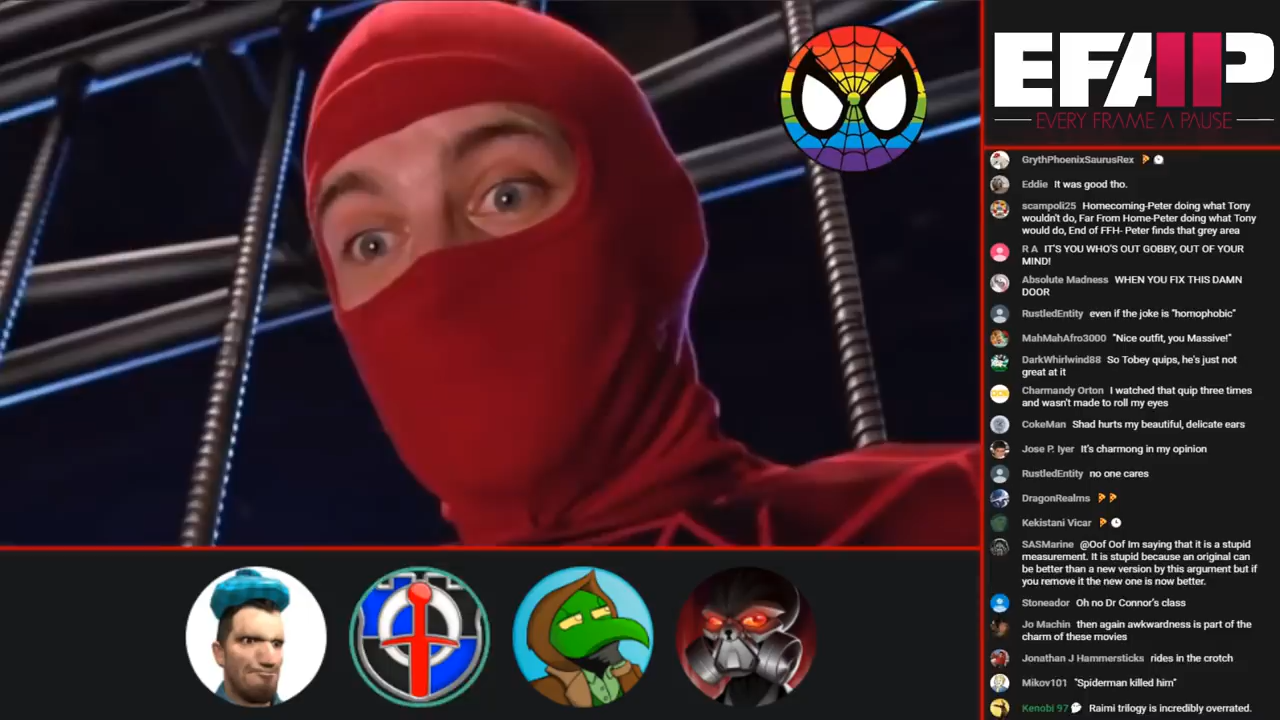 EFAP
EVERY FRAME A PAUSE
GrythPhoenixSaurusRex
Eddie It was good tho.
scampoli25 Homecoming-Peter doing what Tony
wouldn't do, Far From Home-Peter doing what Tony
would do, End of FFH- Peter finds that grey area
R A IT'S YOU WHO'S OUT GOBBY, OUT OF YOUR
MIND!
Absolute Madness WHEN YOU FIX THIS DAMN
DOOR
RustledEntity even if the joke is "homophobic"
MahMahAfro3000 "Nice outfit, you Massive!"
DarkWhirlwind88 So Tobey quips, he's just not
great at it
Charmandy Orton I watched that quip three times
and wasn't made to roll my eyes
CokeMan Shad hurts my beautiful, delicate ears
Jose P. Iyer It's charmong in my opinion
RustledEntity no one cares
DragonRealms
Kekistani Vicar
SASMarine @Oof Oof Im saying that it is a stupid
measurement. It is stupid because an original can
be better than a new version by this argument but if
you remove it the new one is now better.
Stoneador Oh no Dr Connor's class
Jo Machin then again awkwardness is part of the
charm of these movies
Jonathan J Hammersticks rides in the crotch
Mikov101 "Spiderman killed him"
Kenobi 97 Raimi trilogy is incredibly overrated.